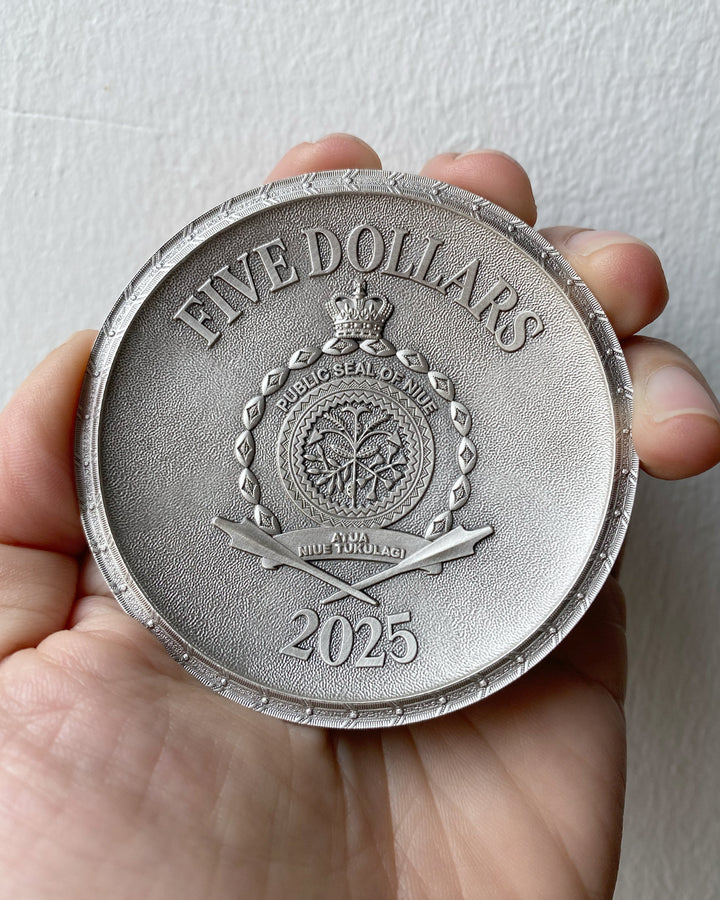 FIVE DOLLARS
PUBLIC SEAL OF NIUE
ATUA
NIUE TUKULAGI
2025